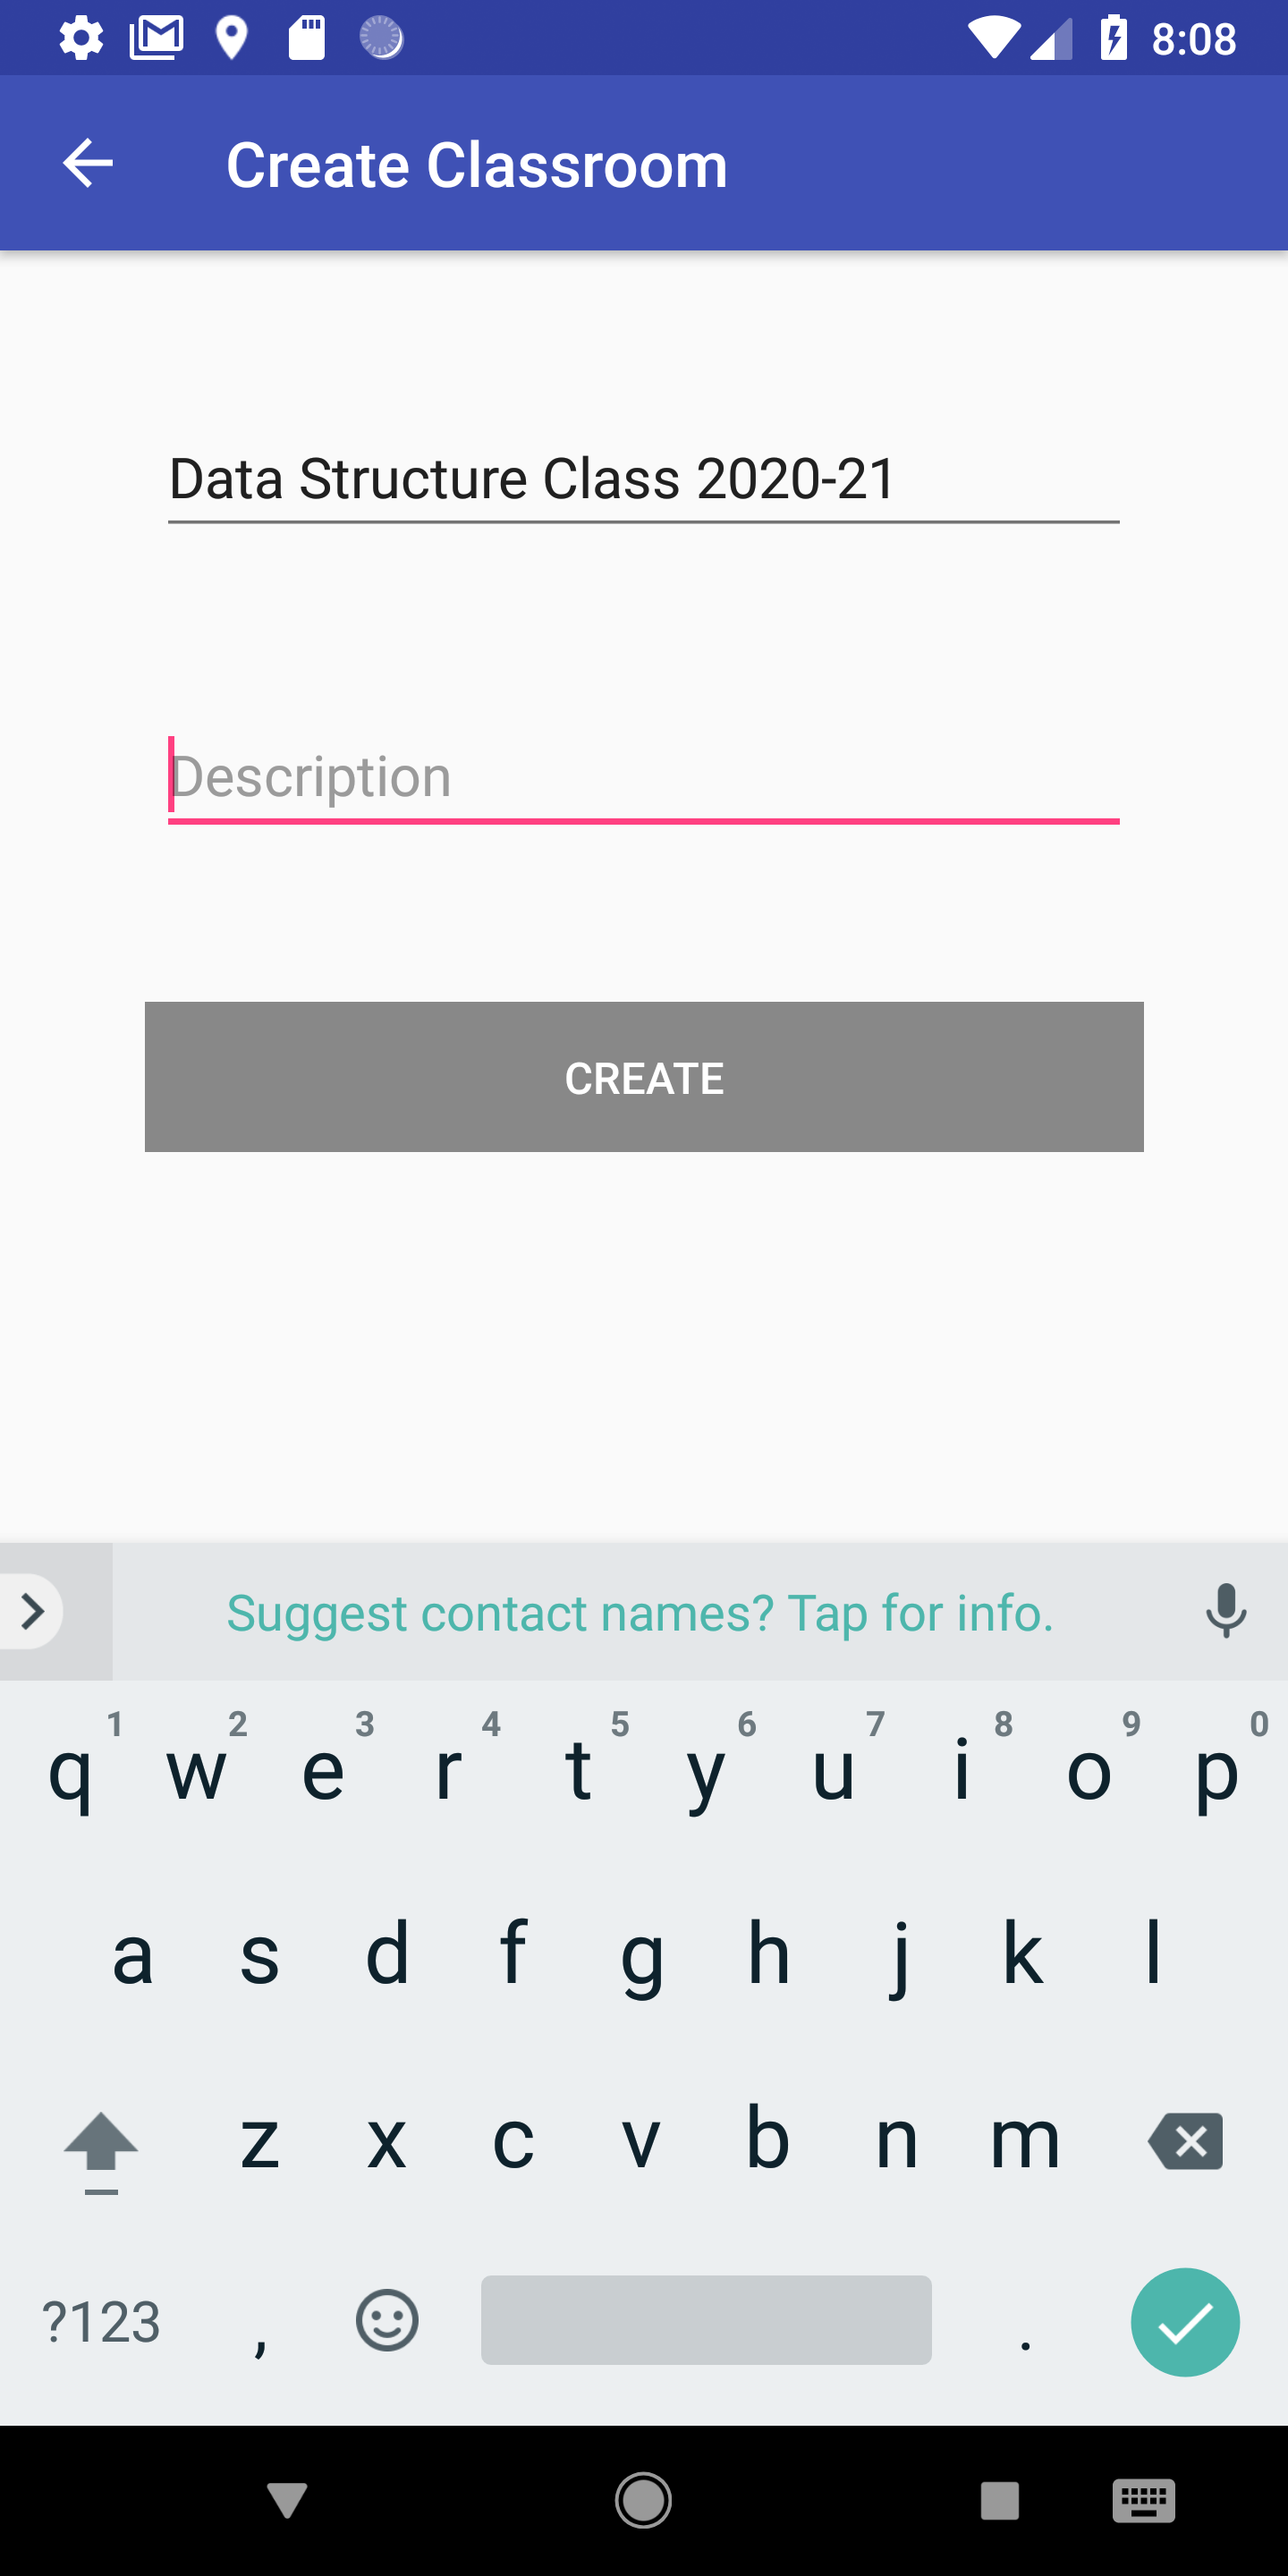 8:08
Create Classroom
Data Structure Class 2020-21
Description
CREATE
Suggest contact names? Tap for info.
1 2 3 4 5 6 7 8 9 0
q w e r t y u i o p
a s d f g h j k l
z x c v b n m
?123 , .